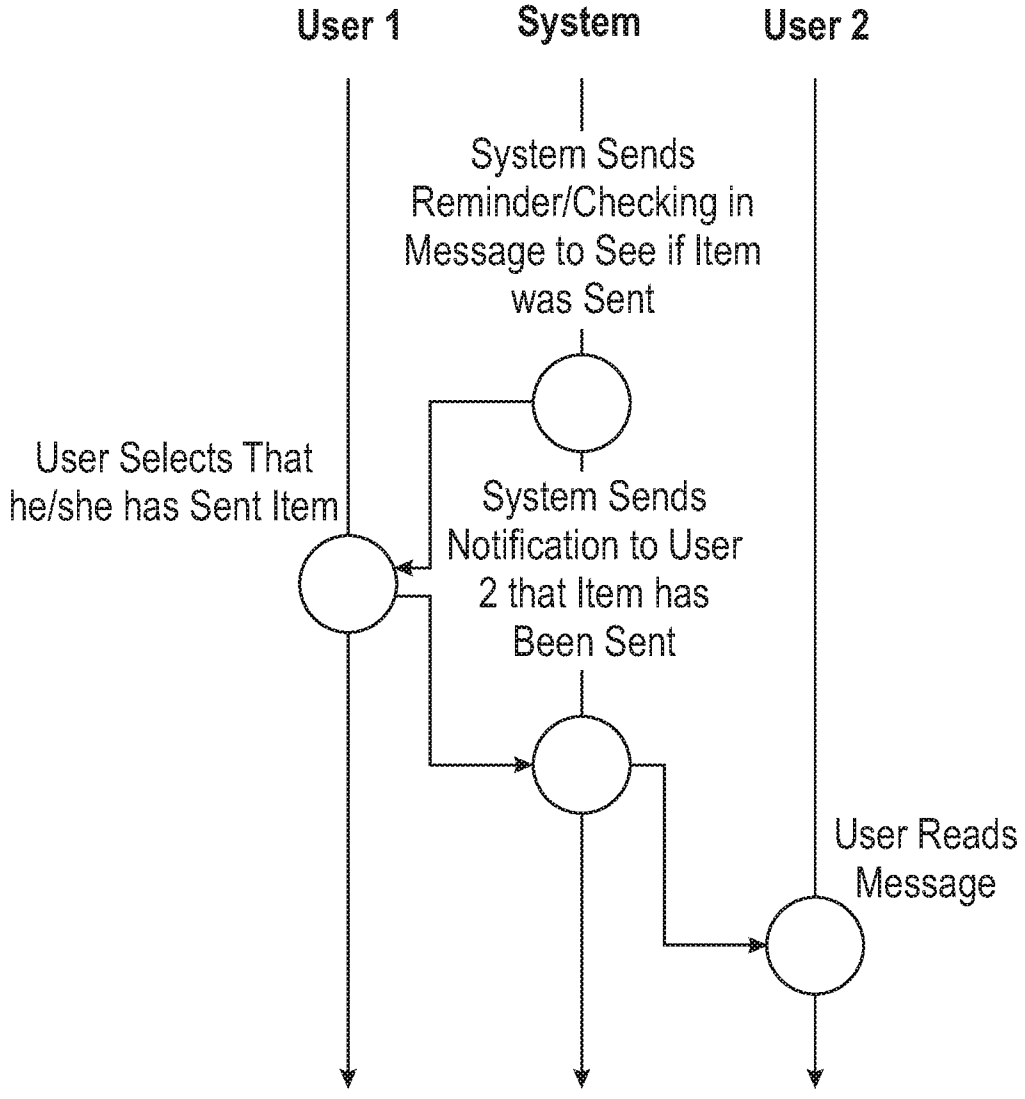 User 1
System
User 2
System Sends
Reminder/Checking in
Message to See if Item
was Sent
User Selects That
he/she has Sent Item
System Sends
Notification to User
2 that Item has
Been Sent
User Reads
Message